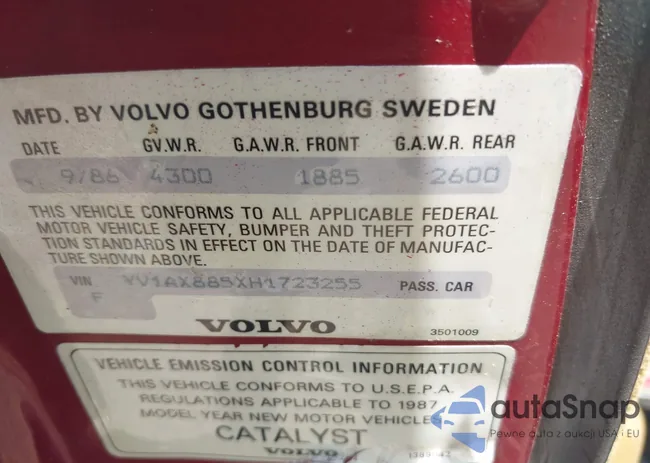 MFD. BY VOLVO GOTHENBURG SWEDEN
DATE G.V.W.R. G.A.W.R. FRONT G.A.W.R. REAR
9/86 4300 1885 2600
THIS VEHICLE CONFORMS TO ALL APPLICABLE FEDERAL
MOTOR VEHICLE SAFETY, BUMPER AND THEFT PROTEC-
TION STANDARDS IN EFFECT ON THE DATE OF MANUFAC-
TURE SHOWN ABOVE.
VIN YV1AX885XH1723255 PASS. CAR
F
VOLVO 3501009
VEHICLE EMISSION CONTROL INFORMATION
THIS VEHICLE CONFORMS TO U.S.E.P.A.
REGULATIONS APPLICABLE TO 1987
MODEL YEAR NEW MOTOR VEHICLE
CATALYST
VOLVO
autaSnap
Pewne auta z aukcji USA i EU